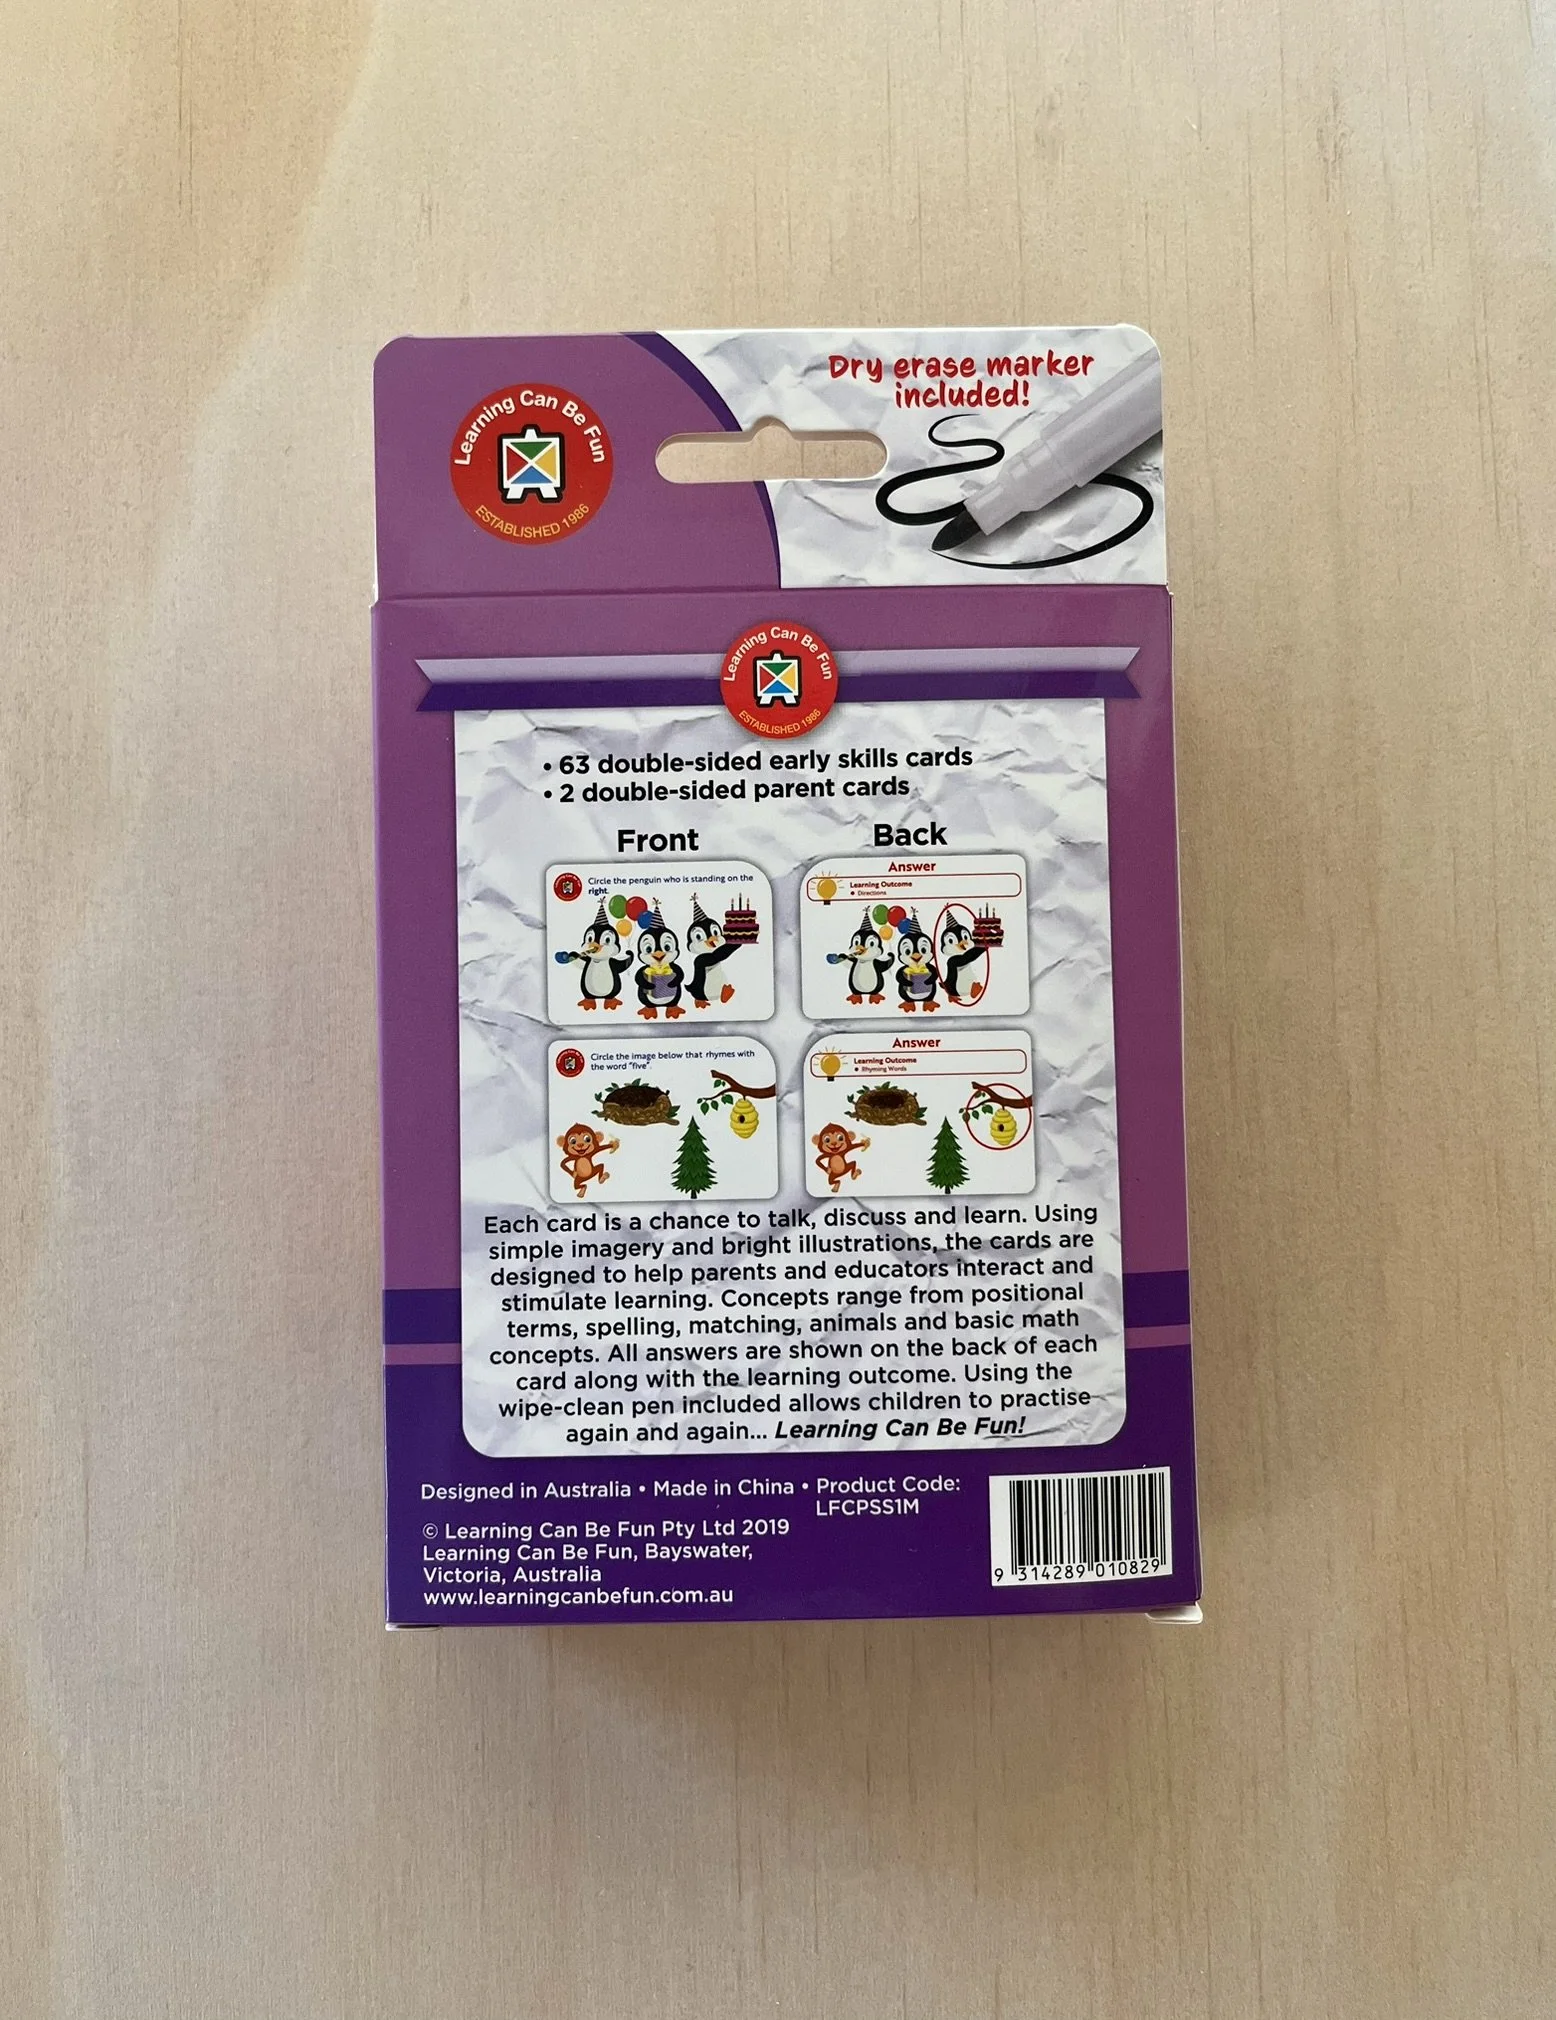 Learning Can Be Fun
ESTABLISHED 1986
Dry erase marker
included!
Learning Can Be Fun
ESTABLISHED 1986
• 63 double-sided early skills cards
• 2 double-sided parent cards
Front
Back
Circle the penguin who is standing on the
right.
Answer
Learning Outcome
• Directions
Circle the image below that rhymes with
the word "five".
Answer
Learning Outcome
• Rhyming Words
Each card is a chance to talk, discuss and learn. Using
simple imagery and bright illustrations, the cards are
designed to help parents and educators interact and
stimulate learning. Concepts range from positional
terms, spelling, matching, animals and basic math
concepts. All answers are shown on the back of each
card along with the learning outcome. Using the
wipe-clean pen included allows children to practise
again and again... Learning Can Be Fun!
Designed in Australia • Made in China • Product Code:
LFCPSS1M
© Learning Can Be Fun Pty Ltd 2019
Learning Can Be Fun, Bayswater,
Victoria, Australia
www.learningcanbefun.com.au
9 314289 010829